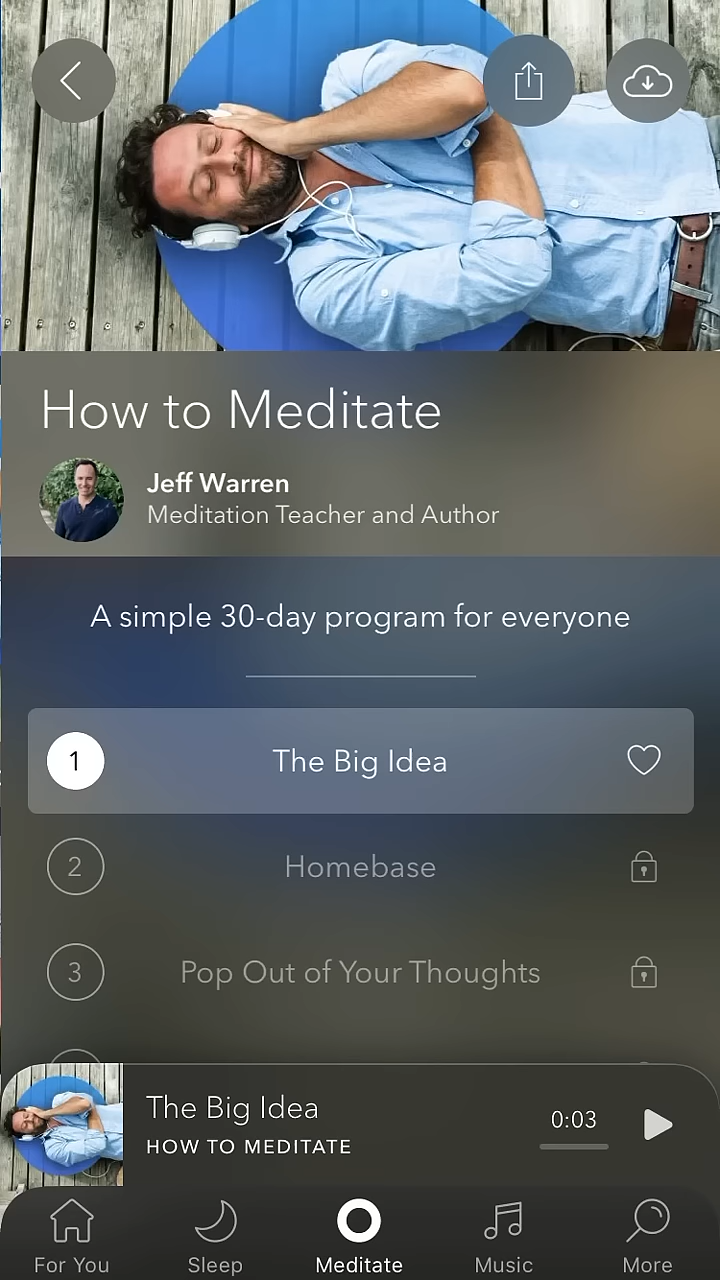 How to Meditate
Jeff Warren
Meditation Teacher and Author
A simple 30-day program for everyone
1 The Big Idea
2 Homebase
3 Pop Out of Your Thoughts
The Big Idea
HOW TO MEDITATE
0:03
For You Sleep Meditate Music More